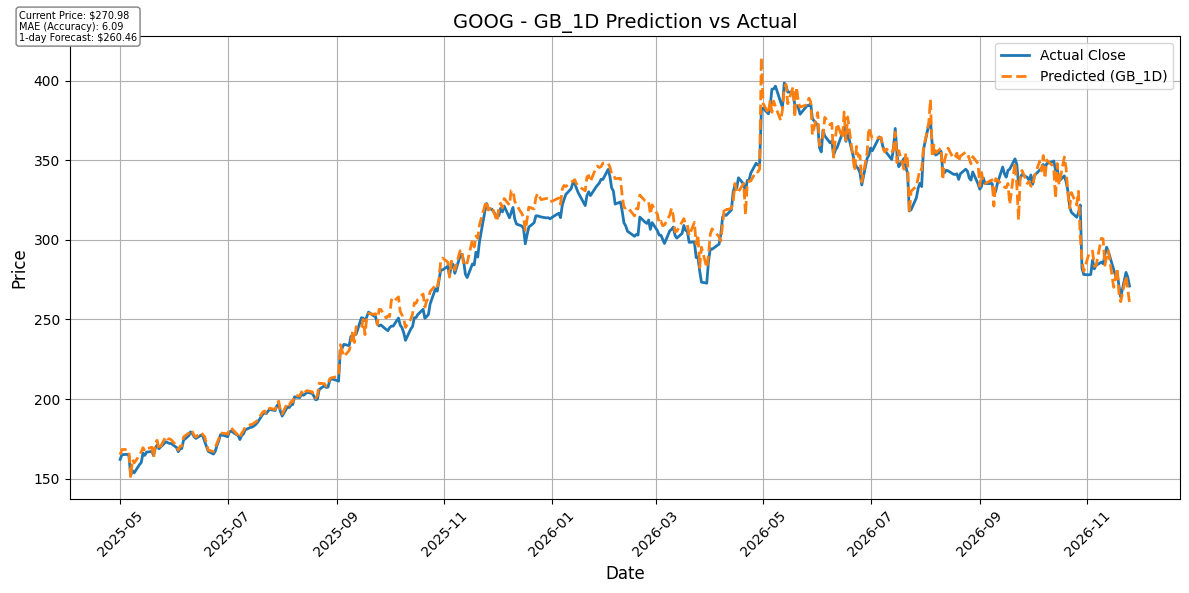 Current Price: $270.98
MAE (Accuracy): 6.09
1-day Forecast: $260.46
GOOG - GB_1D Prediction vs Actual
Actual Close
Predicted (GB_1D)
400
350
300
250
200
150
Price
2025-05
2025-07
2025-09
2025-11
2026-01
2026-03
2026-05
2026-07
2026-09
2026-11
Date